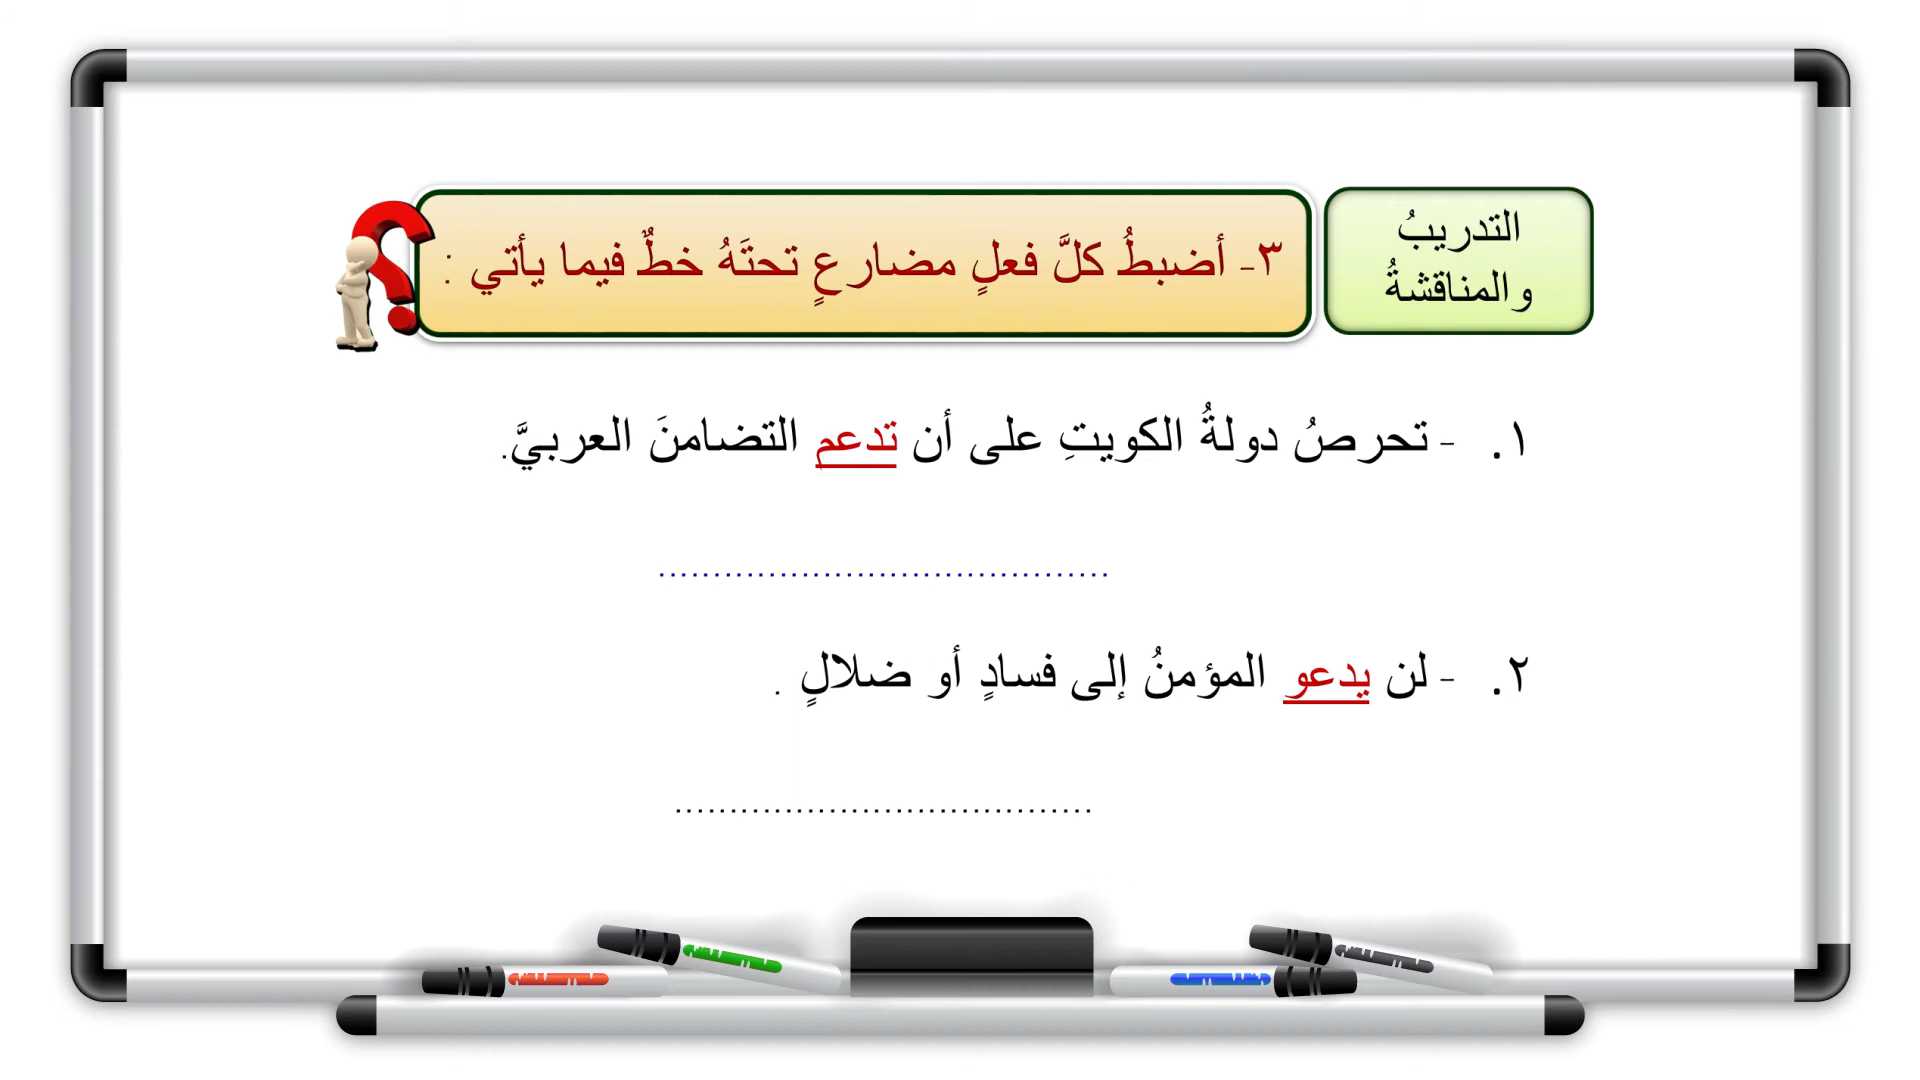 التدريبُ
والمناقشةُ
٣- أضبطُ كلَّ فعلٍ مضارعٍ تحتَهُ خطٌّ فيما يأتي :
١. - تحرصُ دولةُ الكويتِ على أن تدعم التضامنَ العربيَّ.
.........................................
٢. - لن يدعو المؤمنُ إلى فسادٍ أو ضلالٍ .
......................................